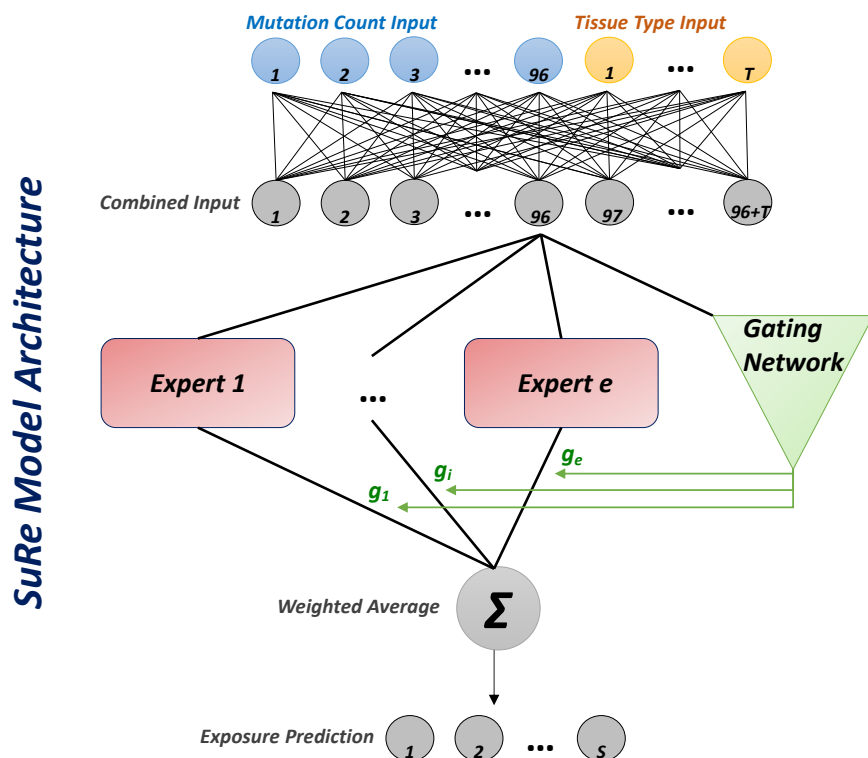 SuRe Model Architecture
Mutation Count Input Tissue Type Input
1 2 3 ... 96 1 ... T
Combined Input 1 2 3 ... 96 97 ... 96+T
Gating
Network
Expert 1 ... Expert e
g1 gi ge
Weighted Average Σ
Exposure Prediction 1 2 ... S